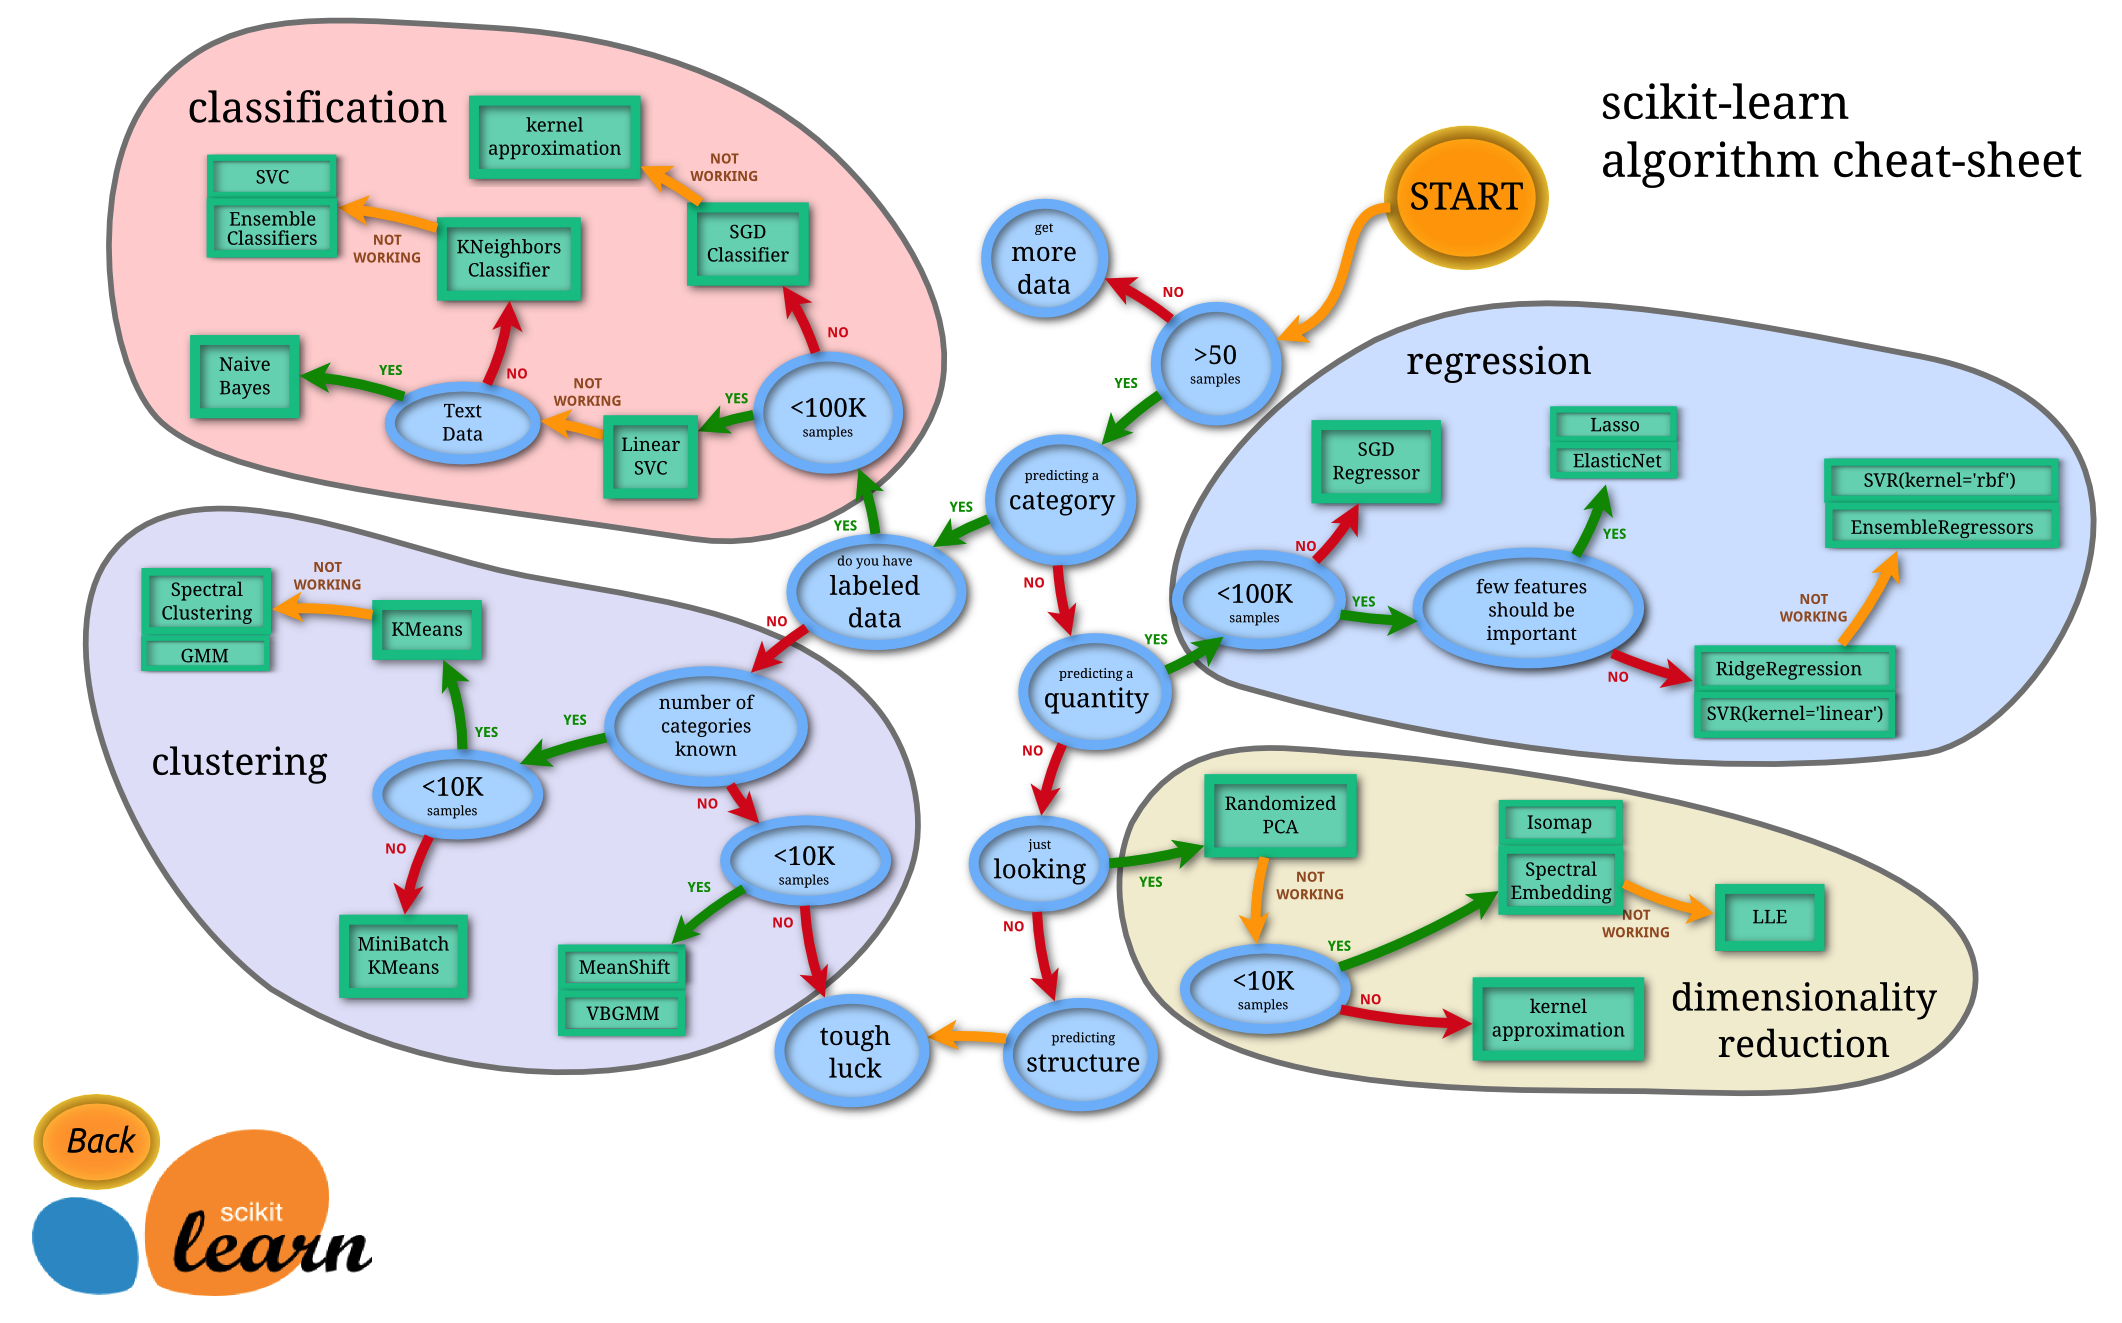 scikit-learn
algorithm cheat-sheet
START
>50
samples
NO
get
more
data
YES
predicting a
category
YES
do you have
labeled
data
YES
NO
NO
predicting a
quantity
YES
NO
just
looking
YES
NO
predicting
structure
tough
luck
classification
<100K
samples
NO
SGD
Classifier
NOT
WORKING
kernel
approximation
YES
Linear
SVC
NOT
WORKING
Text
Data
YES
Naive
Bayes
NO
KNeighbors
Classifier
NOT
WORKING
SVC
Ensemble
Classifiers
clustering
number of
categories
known
YES
<10K
samples
YES
KMeans
NOT
WORKING
Spectral
Clustering
GMM
NO
MiniBatch
KMeans
NO
<10K
samples
YES
MeanShift
VBGMM
NO
regression
<100K
samples
NO
SGD
Regressor
YES
few features
should be
important
YES
Lasso
ElasticNet
NO
RidgeRegression
SVR(kernel='linear')
NOT
WORKING
SVR(kernel='rbf')
EnsembleRegressors
dimensionality
reduction
Randomized
PCA
NOT
WORKING
<10K
samples
YES
Isomap
Spectral
Embedding
NOT
WORKING
LLE
NO
kernel
approximation
Back
scikit
learn